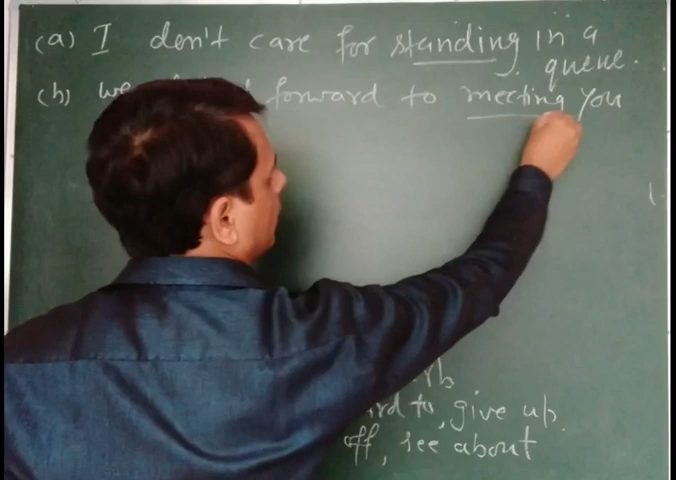 (a) I don't care for standing in a
queue.
(b) we forward to meeting you
rb
rd to, give up.
off, see about